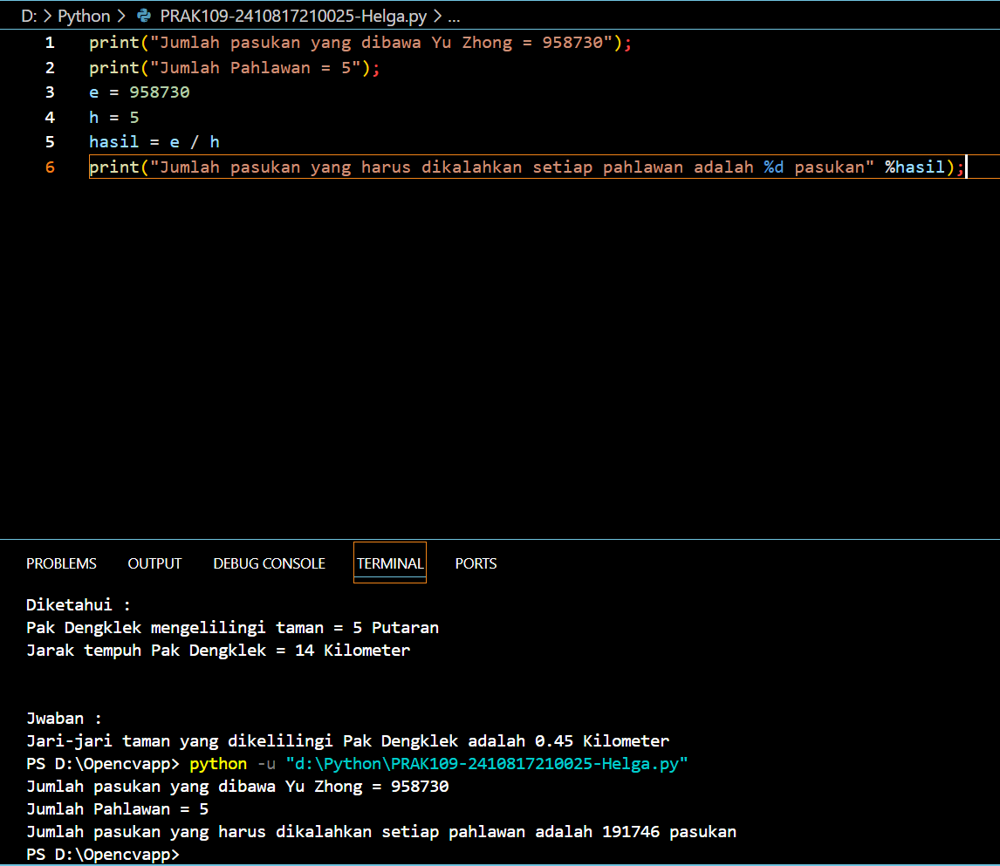 D: > Python > PRAK109-2410817210025-Helga.py > ...
1 print("Jumlah pasukan yang dibawa Yu Zhong = 958730");
2 print("Jumlah Pahlawan = 5");
3 e = 958730
4 h = 5
5 hasil = e / h
6 print("Jumlah pasukan yang harus dikalahkan setiap pahlawan adalah %d pasukan" %hasil);
PROBLEMS OUTPUT DEBUG CONSOLE TERMINAL PORTS
Diketahui :
Pak Dengklek mengelilingi taman = 5 Putaran
Jarak tempuh Pak Dengklek = 14 Kilometer
Jwaban :
Jari-jari taman yang dikelilingi Pak Dengklek adalah 0.45 Kilometer
PS D:\Opencvapp> python -u "d:\Python\PRAK109-2410817210025-Helga.py"
Jumlah pasukan yang dibawa Yu Zhong = 958730
Jumlah Pahlawan = 5
Jumlah pasukan yang harus dikalahkan setiap pahlawan adalah 191746 pasukan
PS D:\Opencvapp>